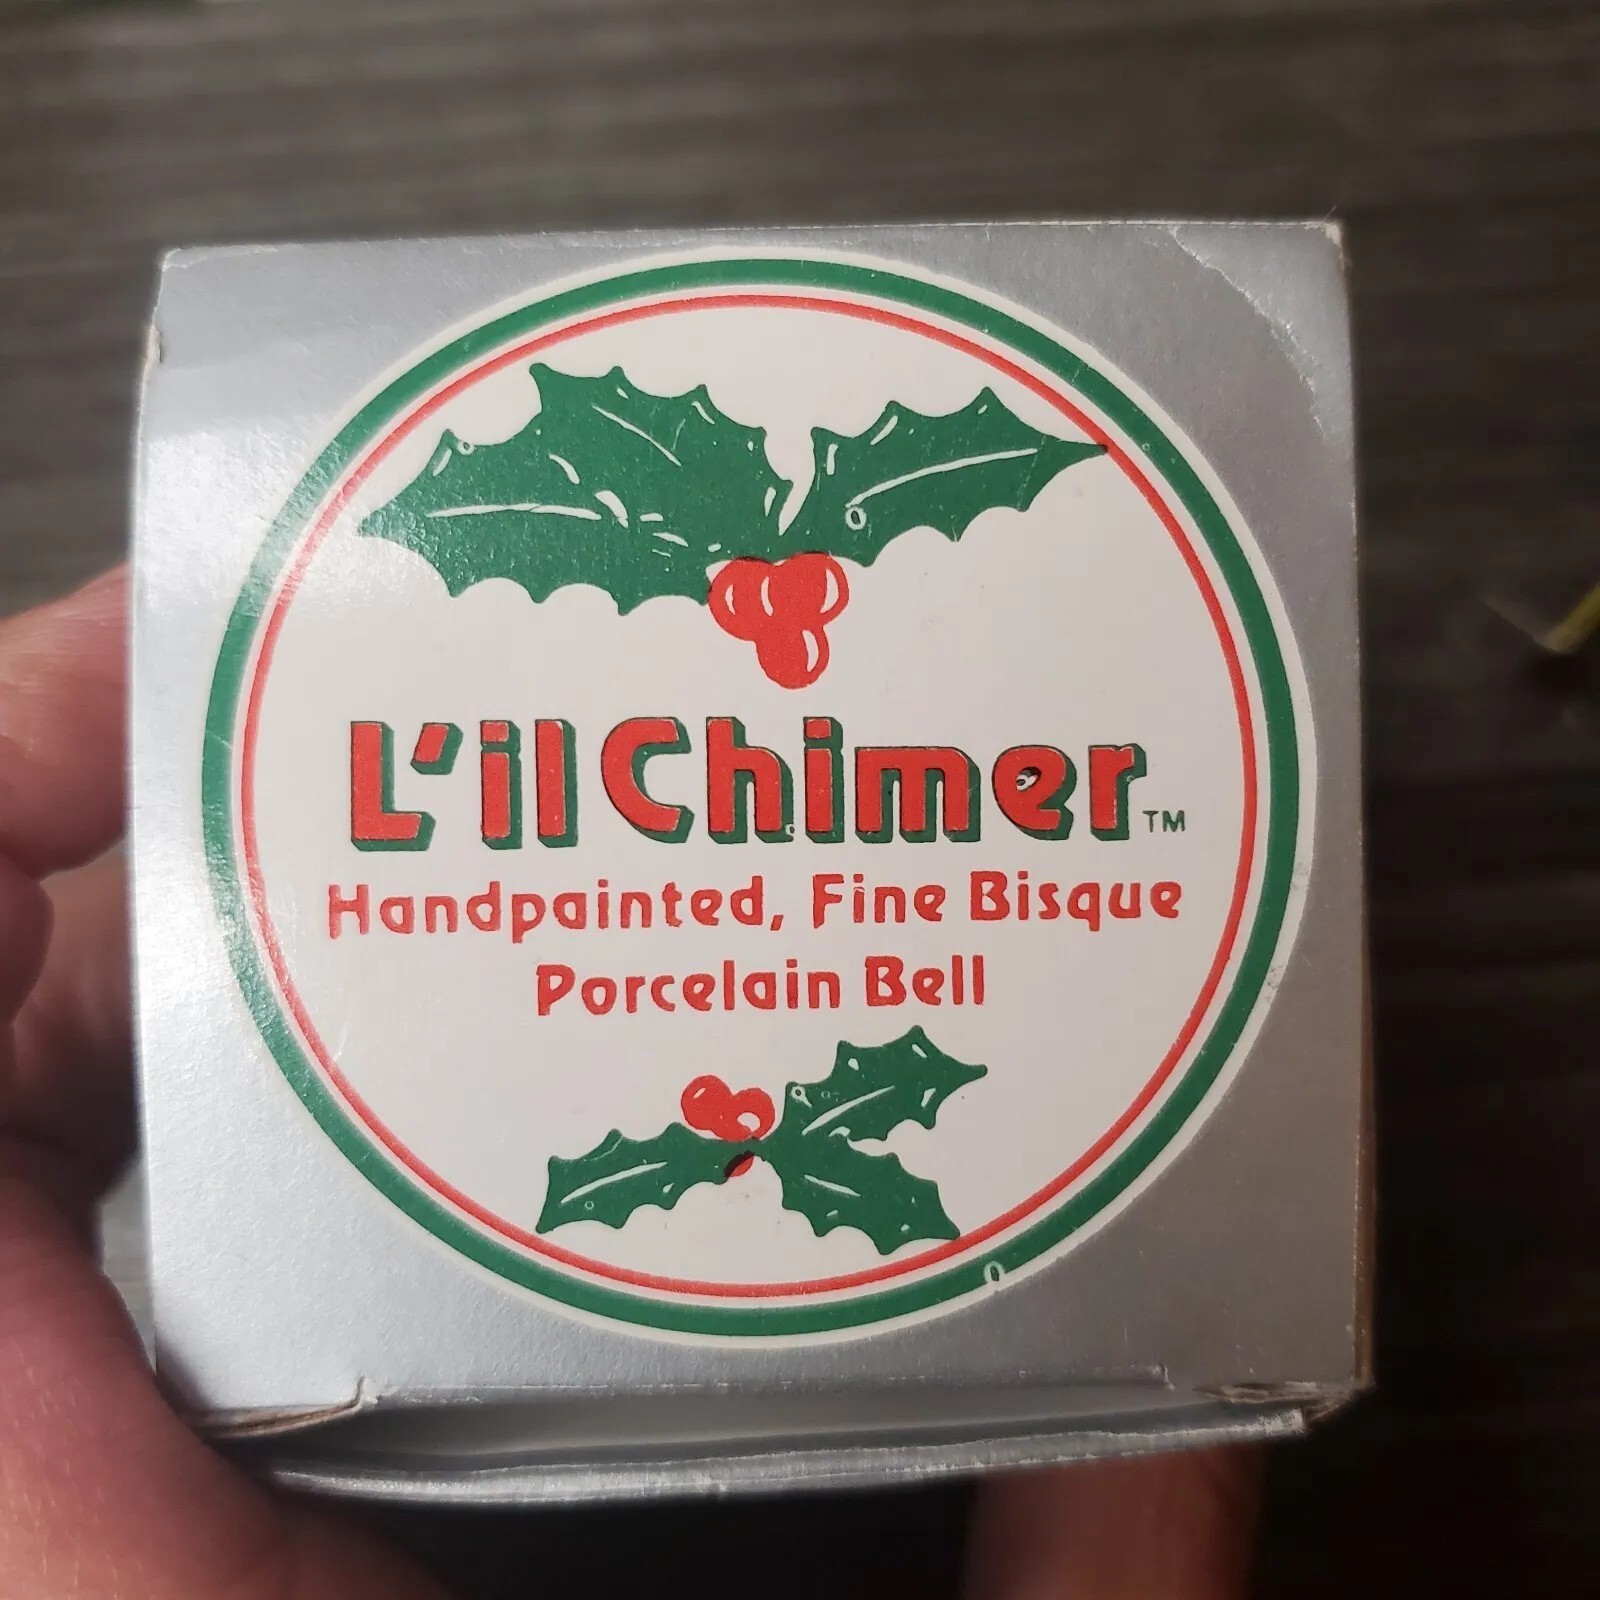 L'il Chimer™
Handpainted, Fine Bisque
Porcelain Bell